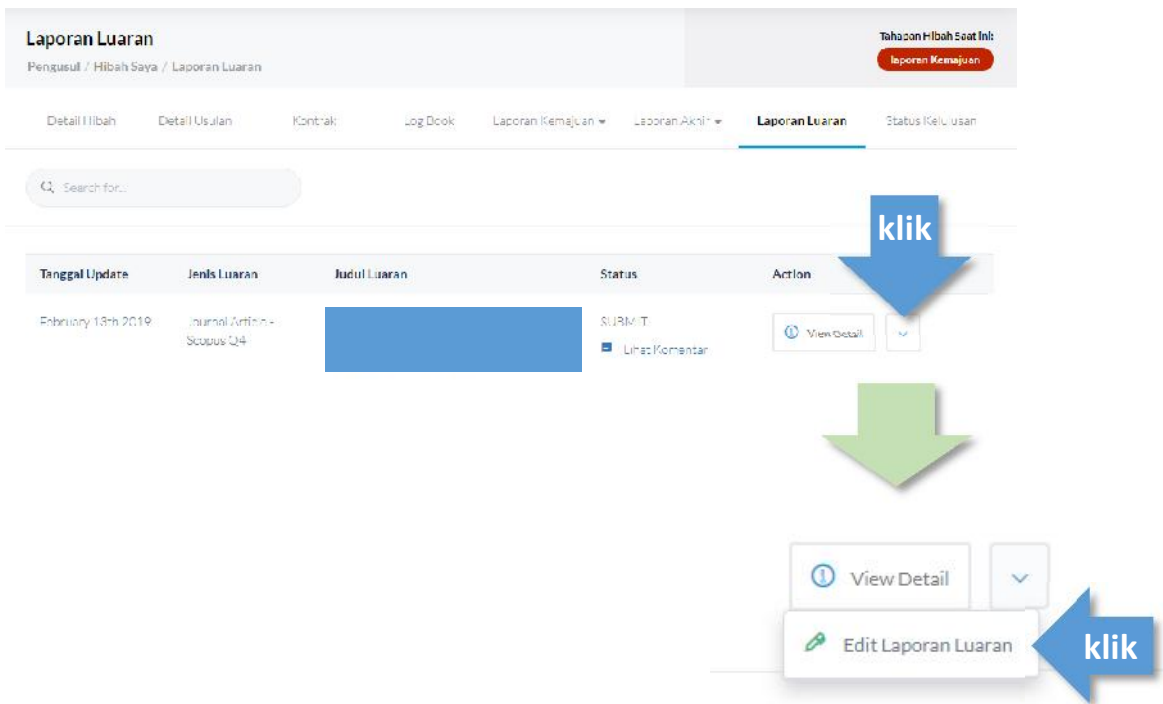 Laporan Luaran
Tahapan Hibah Saat Ini:
Pengusul / Hibah Saya / Laporan Luaran
laporan Kemajuan
Detail Hibah Detail Usulan Kontrak Log Book Laporan Kemajuan Laporan Akhir Laporan Luaran Status Kelulusan
Search for...
klik
Tanggal Update Jenis Luaran Judul Luaran Status Action
February 13th 2019 Journal Article - SUBMIT View Detail
Scopus Q4 Lihat Komentar
View Detail
Edit Laporan Luaran klik